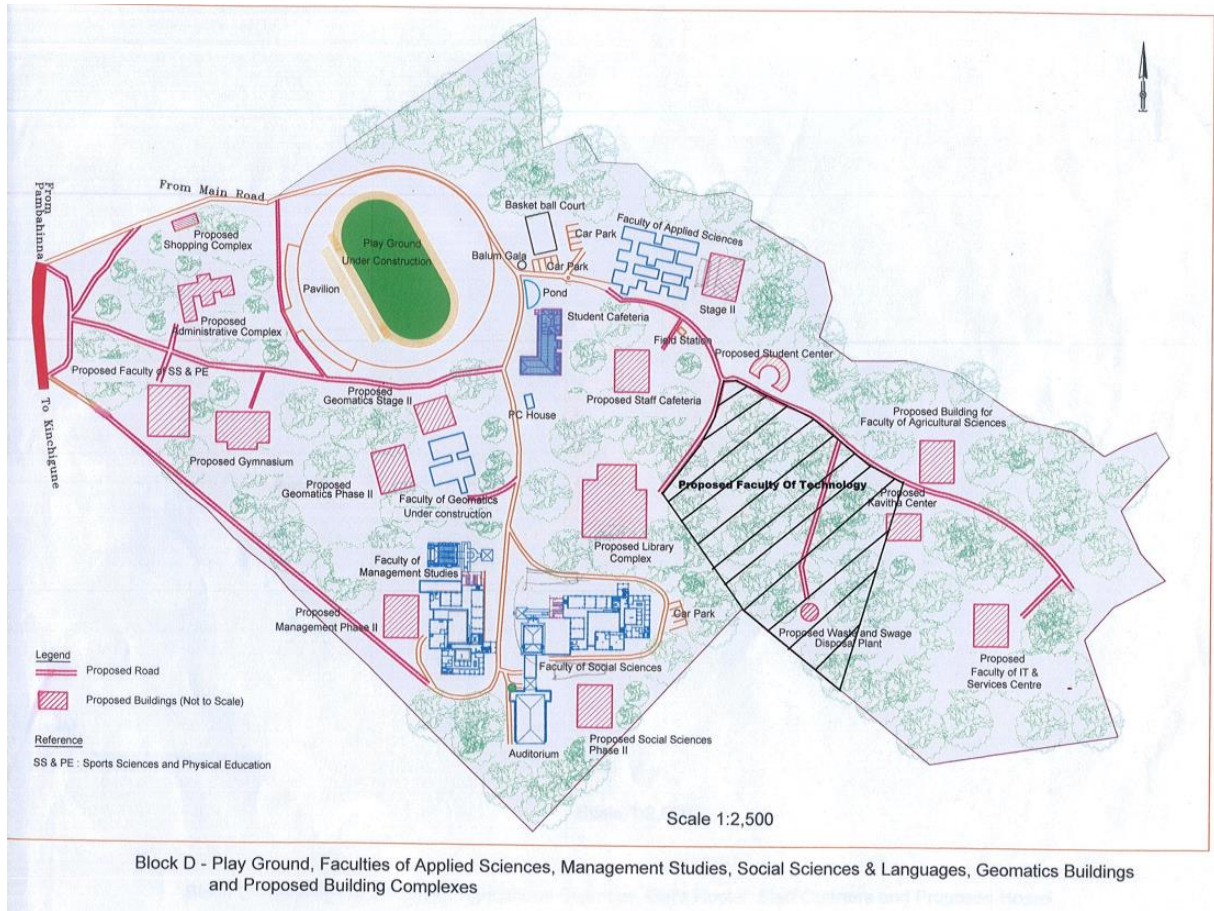 From
Pambahinna
From Main Road
To Kinchigune
Proposed
Shopping Complex
Proposed
Administrative Complex
Play Ground
Under Construction
Pavilion
Basket ball Court
Car Park
Balum Gala
Car Park
Pond
Faculty of Applied Sciences
Stage II
Student Cafeteria
Field Station
Proposed Student Center
Proposed Faculty of SS & PE
Proposed Gymnasium
Proposed
Geomatics Stage II
PC House
Proposed Staff Cafeteria
Proposed Building for
Faculty of Agricultural Sciences
Proposed
Geomatics Phase II
Faculty of Geomatics
Under construction
Proposed Faculty Of Technology
Proposed
Kavitha Center
Proposed Library
Complex
Faculty of
Management Studies
Proposed
Management Phase II
Car Park
Faculty of Social Sciences
Proposed Waste and Swage
Disposal Plant
Proposed
Faculty of IT &
Services Centre
Proposed Social Sciences
Phase II
Auditorium
Legend
Proposed Road
Proposed Buildings (Not to Scale)
Reference
SS & PE : Sports Sciences and Physical Education
Scale 1:2,500
Block D - Play Ground, Faculties of Applied Sciences, Management Studies, Social Sciences & Languages, Geomatics Buildings
and Proposed Building Complexes